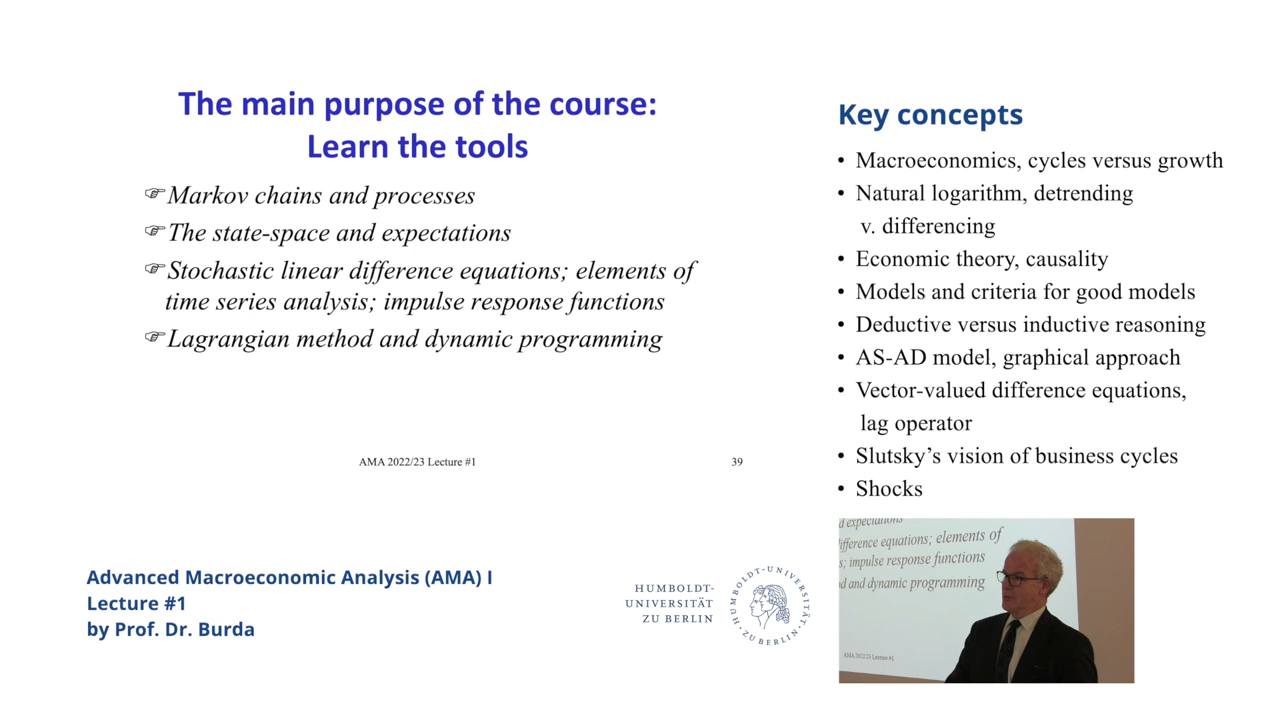 The main purpose of the course:
Learn the tools
☞Markov chains and processes
☞The state-space and expectations
☞Stochastic linear difference equations; elements of
time series analysis; impulse response functions
☞Lagrangian method and dynamic programming
AMA 2022/23 Lecture #1
39
Key concepts
• Macroeconomics, cycles versus growth
• Natural logarithm, detrending
v. differencing
• Economic theory, causality
• Models and criteria for good models
• Deductive versus inductive reasoning
• AS-AD model, graphical approach
• Vector-valued difference equations,
lag operator
• Slutsky's vision of business cycles
• Shocks
Advanced Macroeconomic Analysis (AMA) I
Lecture #1
by Prof. Dr. Burda
HUMBOLDT-
UNIVERSITÄT
ZU BERLIN
HUMBOLDT-UNIVERSITÄT
ZU BERLIN
d expectations
ifference equations; elements of
s; impulse response functions
d and dynamic programming
AMA 2022/23 Lecture #1